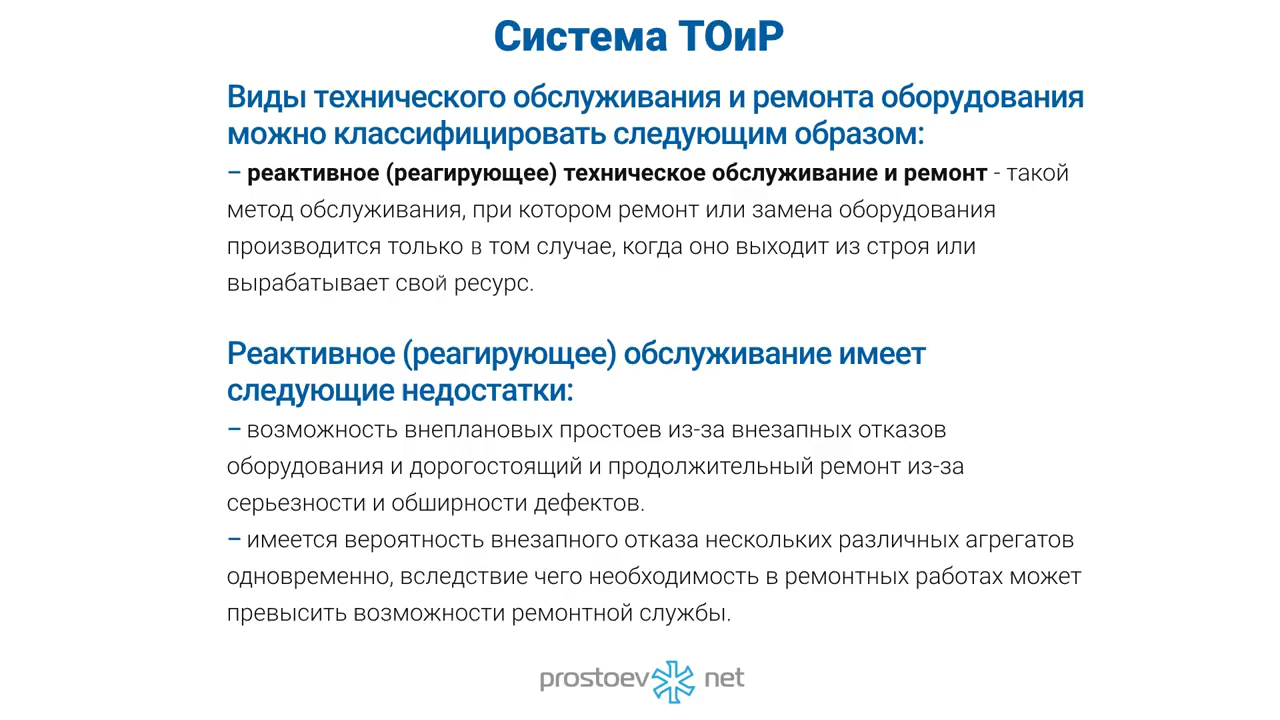 Система ТОиР
Виды технического обслуживания и ремонта оборудования
можно классифицировать следующим образом:
– реактивное (реагирующее) техническое обслуживание и ремонт - такой
метод обслуживания, при котором ремонт или замена оборудования
производится только в том случае, когда оно выходит из строя или
вырабатывает свой ресурс.
Реактивное (реагирующее) обслуживание имеет
следующие недостатки:
– возможность внеплановых простоев из-за внезапных отказов
оборудования и дорогостоящий и продолжительный ремонт из-за
серьезности и обширности дефектов.
– имеется вероятность внезапного отказа нескольких различных агрегатов
одновременно, вследствие чего необходимость в ремонтных работах может
превысить возможности ремонтной службы.
prostoev net